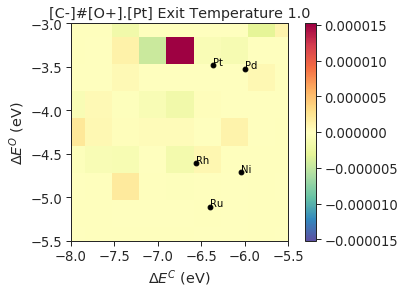 [C-]#[O+].[Pt] Exit Temperature 1.0
−3.0
−3.5
−4.0
−4.5
−5.0
−5.5
ΔE^O (eV)
Pt
Pd
Rh
Ni
Ru
−8.0 −7.5 −7.0 −6.5 −6.0 −5.5
ΔE^C (eV)
0.000015
0.000010
0.000005
0.000000
−0.000005
−0.000010
−0.000015